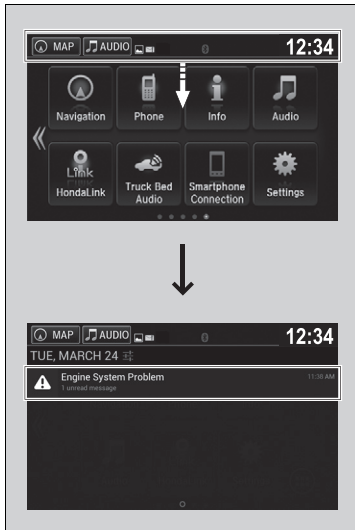 MAP AUDIO 12:34
Navigation Phone Info Audio
Link
HondaLink Truck Bed Audio Smartphone Connection Settings
MAP AUDIO 12:34
TUE, MARCH 24
Engine System Problem 11:38 AM
1 unread message